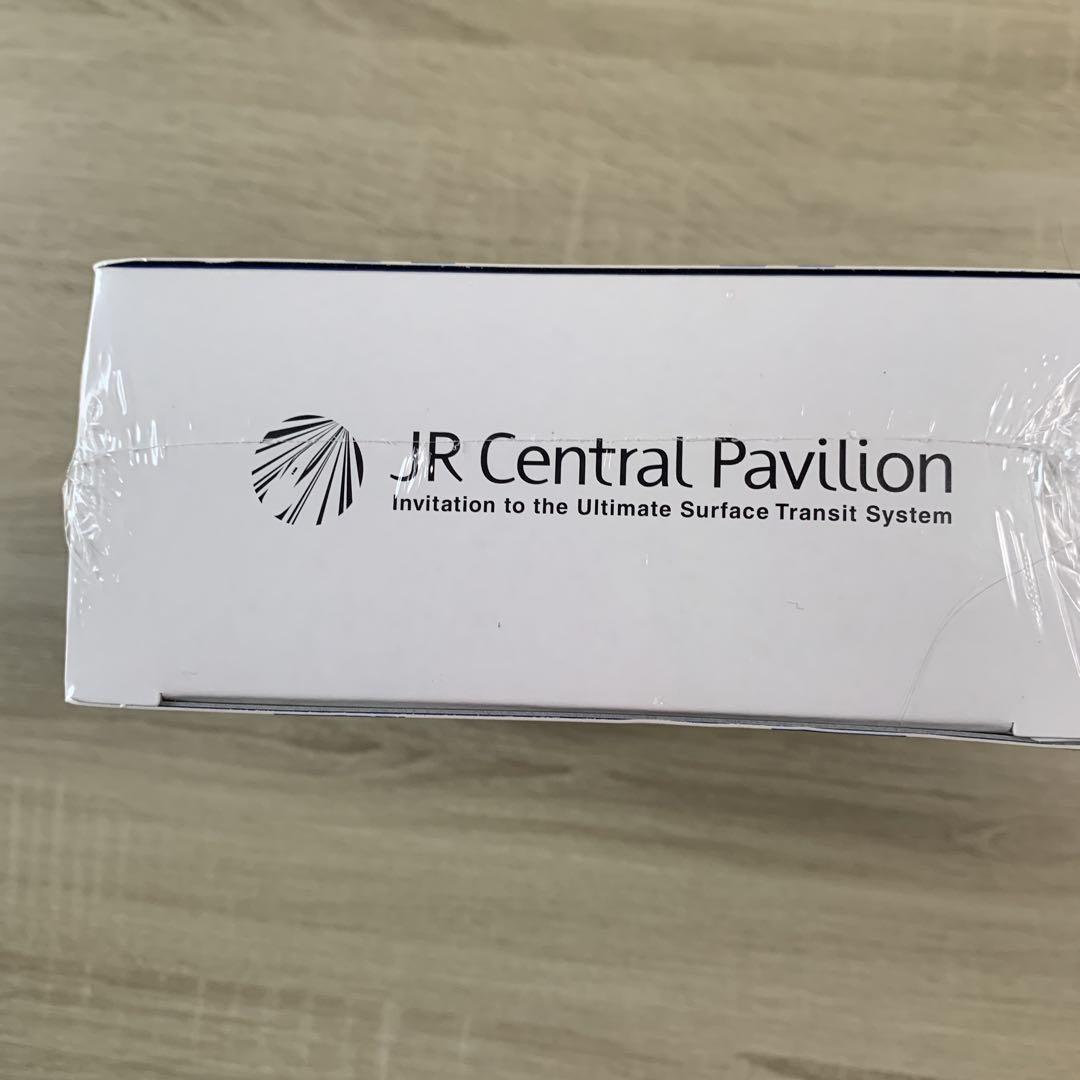 JR Central Pavilion
Invitation to the Ultimate Surface Transit System